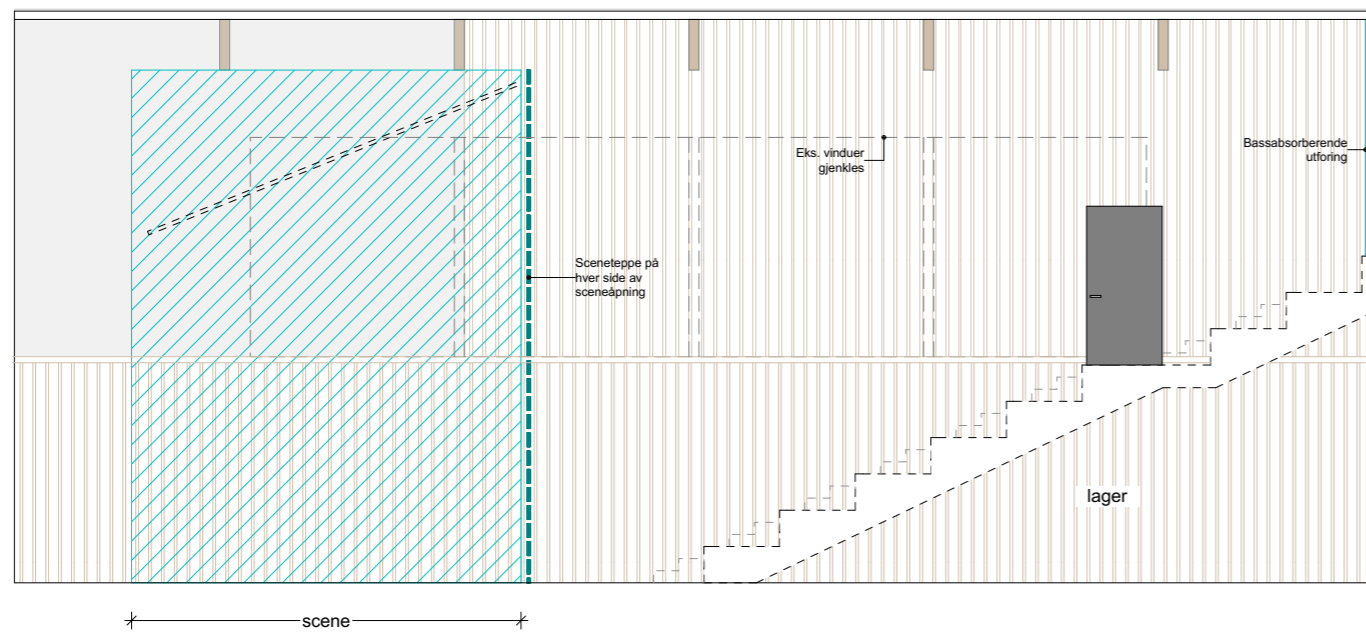 Eks. vinduer
gjenkles
Bassabsorberende
utforing
Sceneteppe på
hver side av
sceneåpning
lager
scene